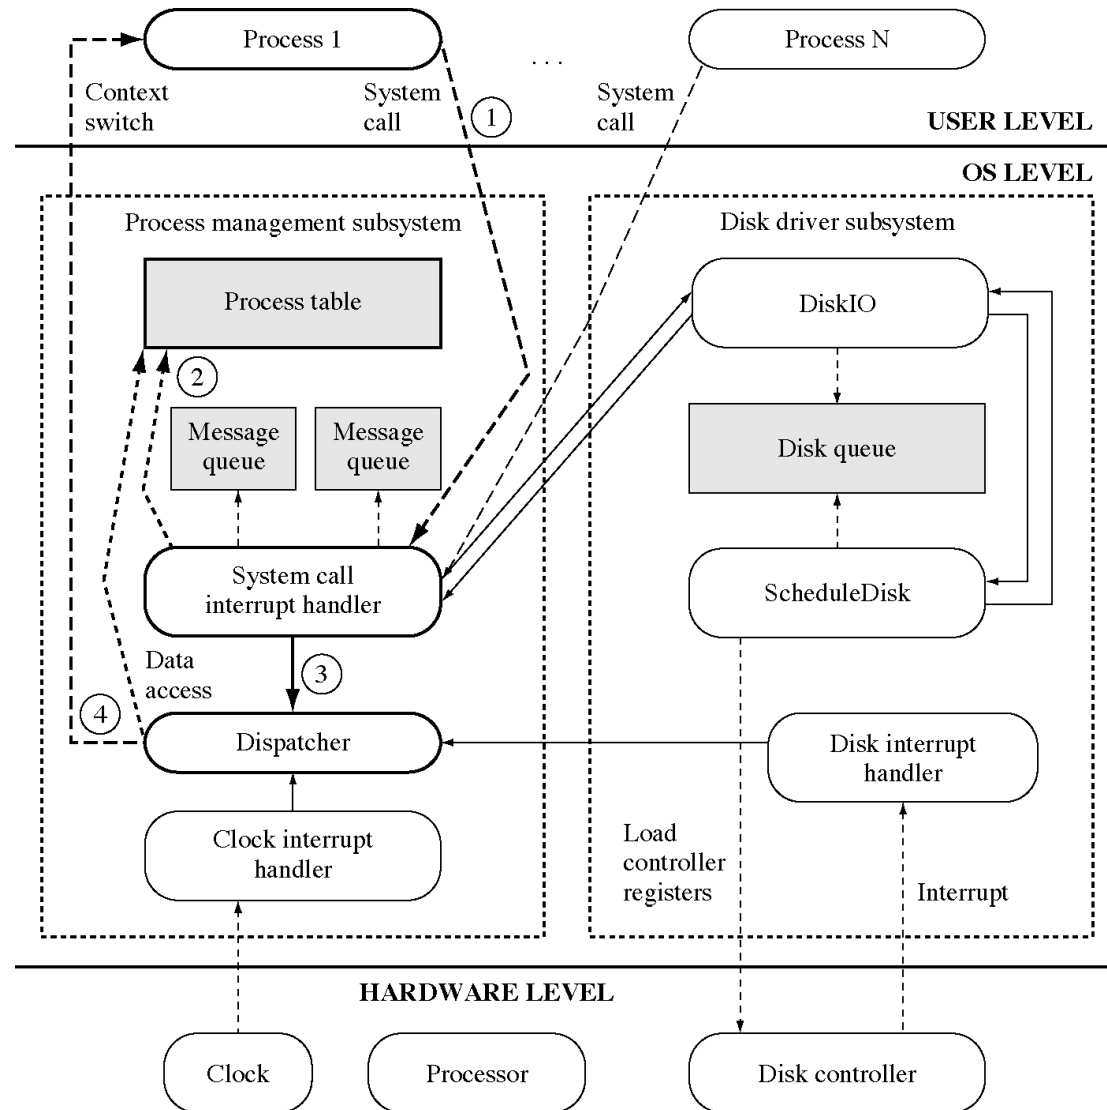 Process 1
. . .
Process N
Context
switch
System
call
1
System
call
USER LEVEL
OS LEVEL
Process management subsystem
Disk driver subsystem
Process table
DiskIO
2
Message
queue
Message
queue
Disk queue
System call
interrupt handler
ScheduleDisk
3
Data
access
4
Dispatcher
Disk interrupt
handler
Clock interrupt
handler
Load
controller
registers
Interrupt
HARDWARE LEVEL
Clock
Processor
Disk controller